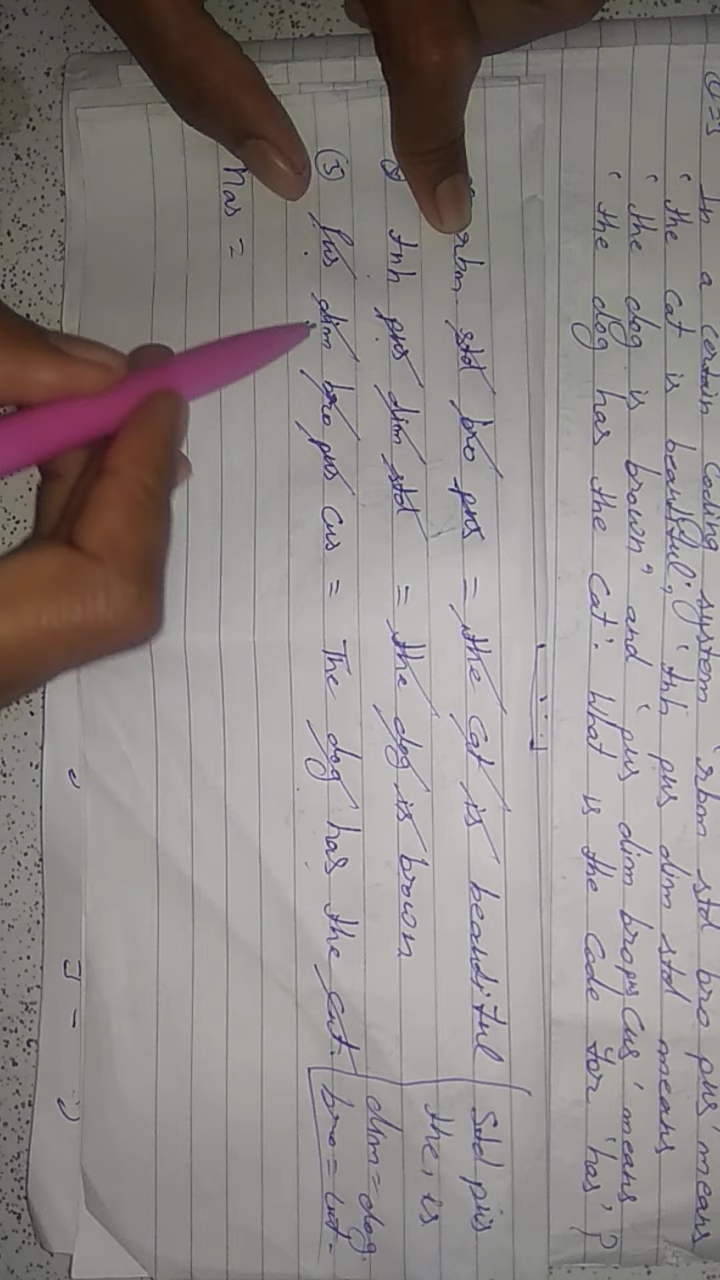 Q=3 In a certain coding system 'rbm std bro pus' means
'the cat is beautiful', 'tnh pus dim std means
'the dog is brown' and 'pus dim bro pus cus' means
'the dog has the cat'. What is the code for 'has'?
rbm std bro pus = the cat is beautiful
tnh pus dim std = the dog is brown
③ pus dim bro pus cus = The dog has the cat.
has =
std pus
the, is
dim = dog
bro = cat.